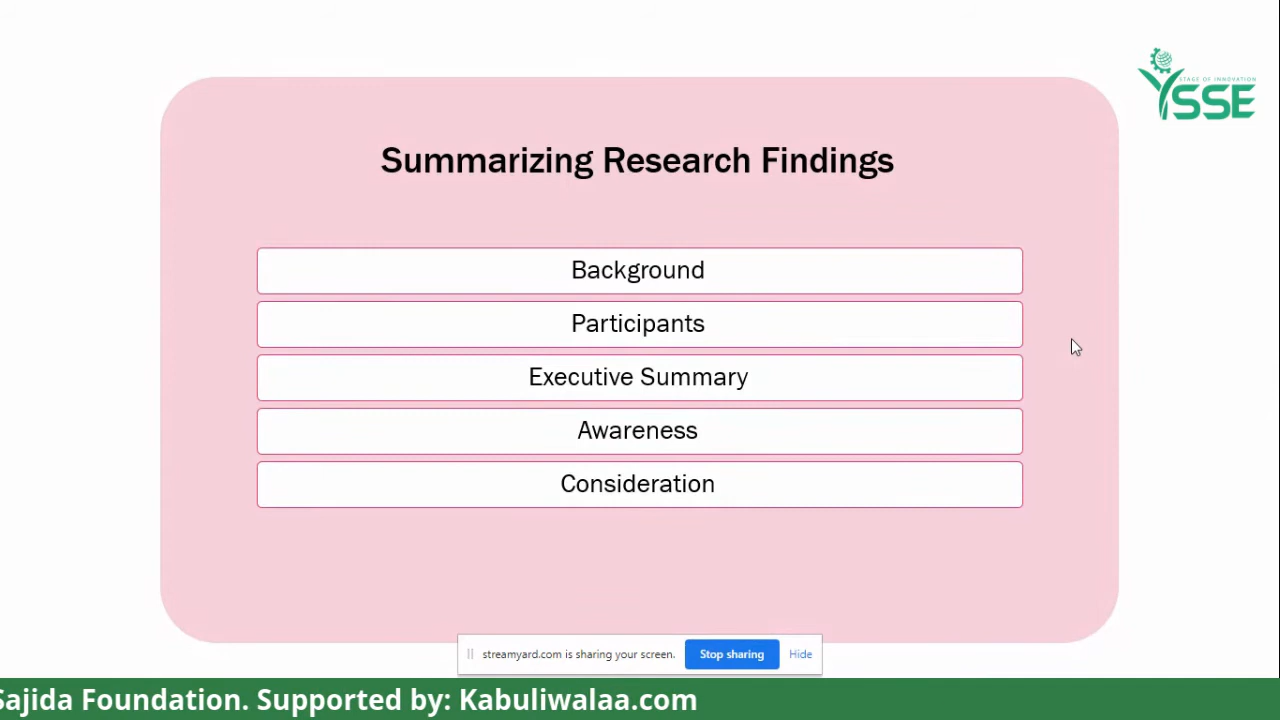 STAGE OF INNOVATION
YSSE
Summarizing Research Findings
Background
Participants
Executive Summary
Awareness
Consideration
streamyard.com is sharing your screen.
Stop sharing
Hide
Sajida Foundation. Supported by: Kabuliwalaa.com